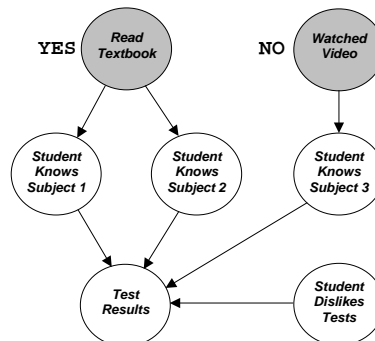 YES
Read
Textbook
NO
Watched
Video
Student
Knows
Subject 1
Student
Knows
Subject 2
Student
Knows
Subject 3
Test
Results
Student
Dislikes
Tests